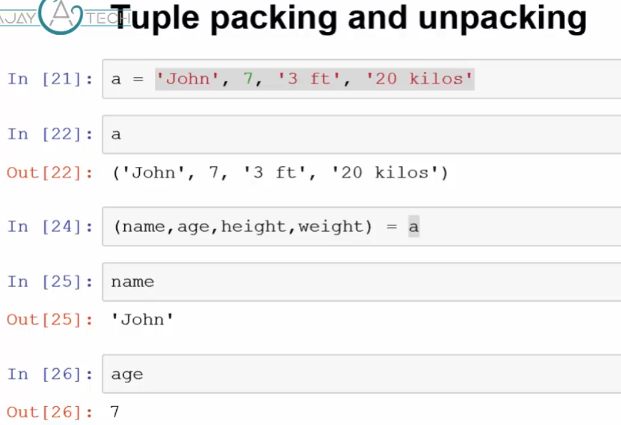 AJAY A TECH
Tuple packing and unpacking
In [21]: a = 'John', 7, '3 ft', '20 kilos'
In [22]: a
Out[22]: ('John', 7, '3 ft', '20 kilos')
In [24]: (name,age,height,weight) = a
In [25]: name
Out[25]: 'John'
In [26]: age
Out[26]: 7